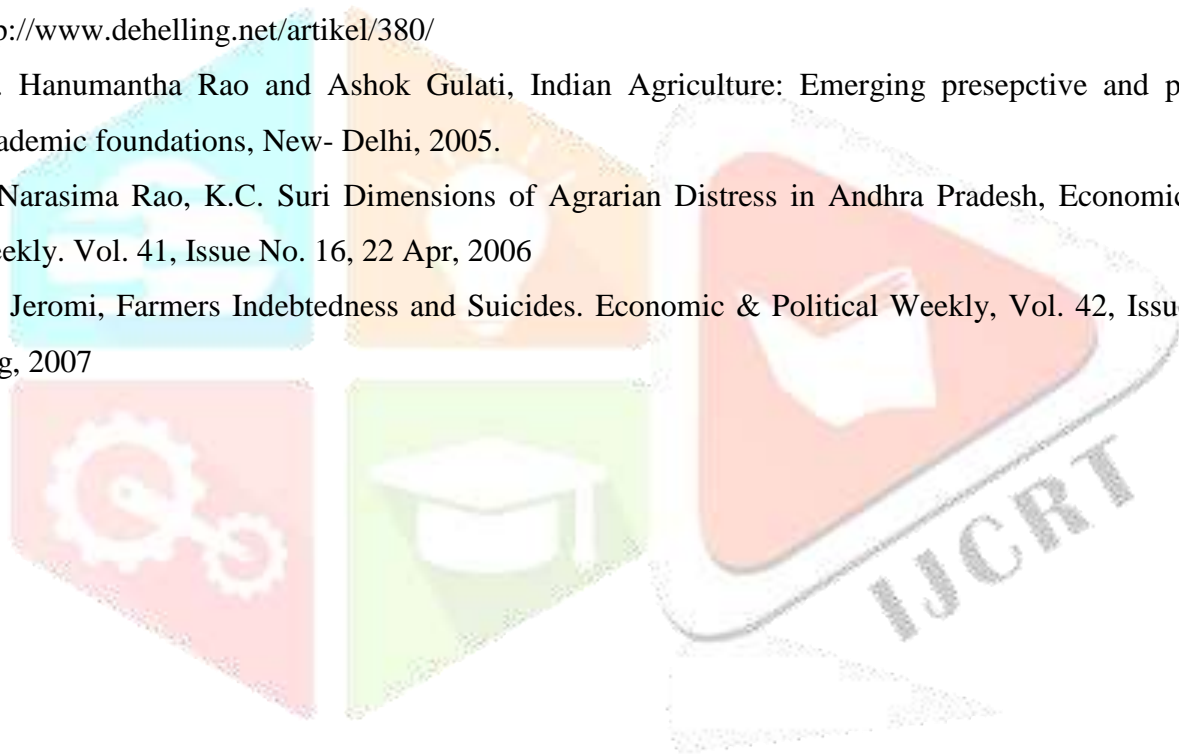 p://www.dehelling.net/artikel/380/
. Hanumantha Rao and Ashok Gulati, Indian Agriculture: Emerging presepctive and p
ademic foundations, New- Delhi, 2005.
Narasima Rao, K.C. Suri Dimensions of Agrarian Distress in Andhra Pradesh, Economic
eekly. Vol. 41, Issue No. 16, 22 Apr, 2006
Jeromi, Farmers Indebtedness and Suicides. Economic & Political Weekly, Vol. 42, Issue
g, 2007
IJCRT